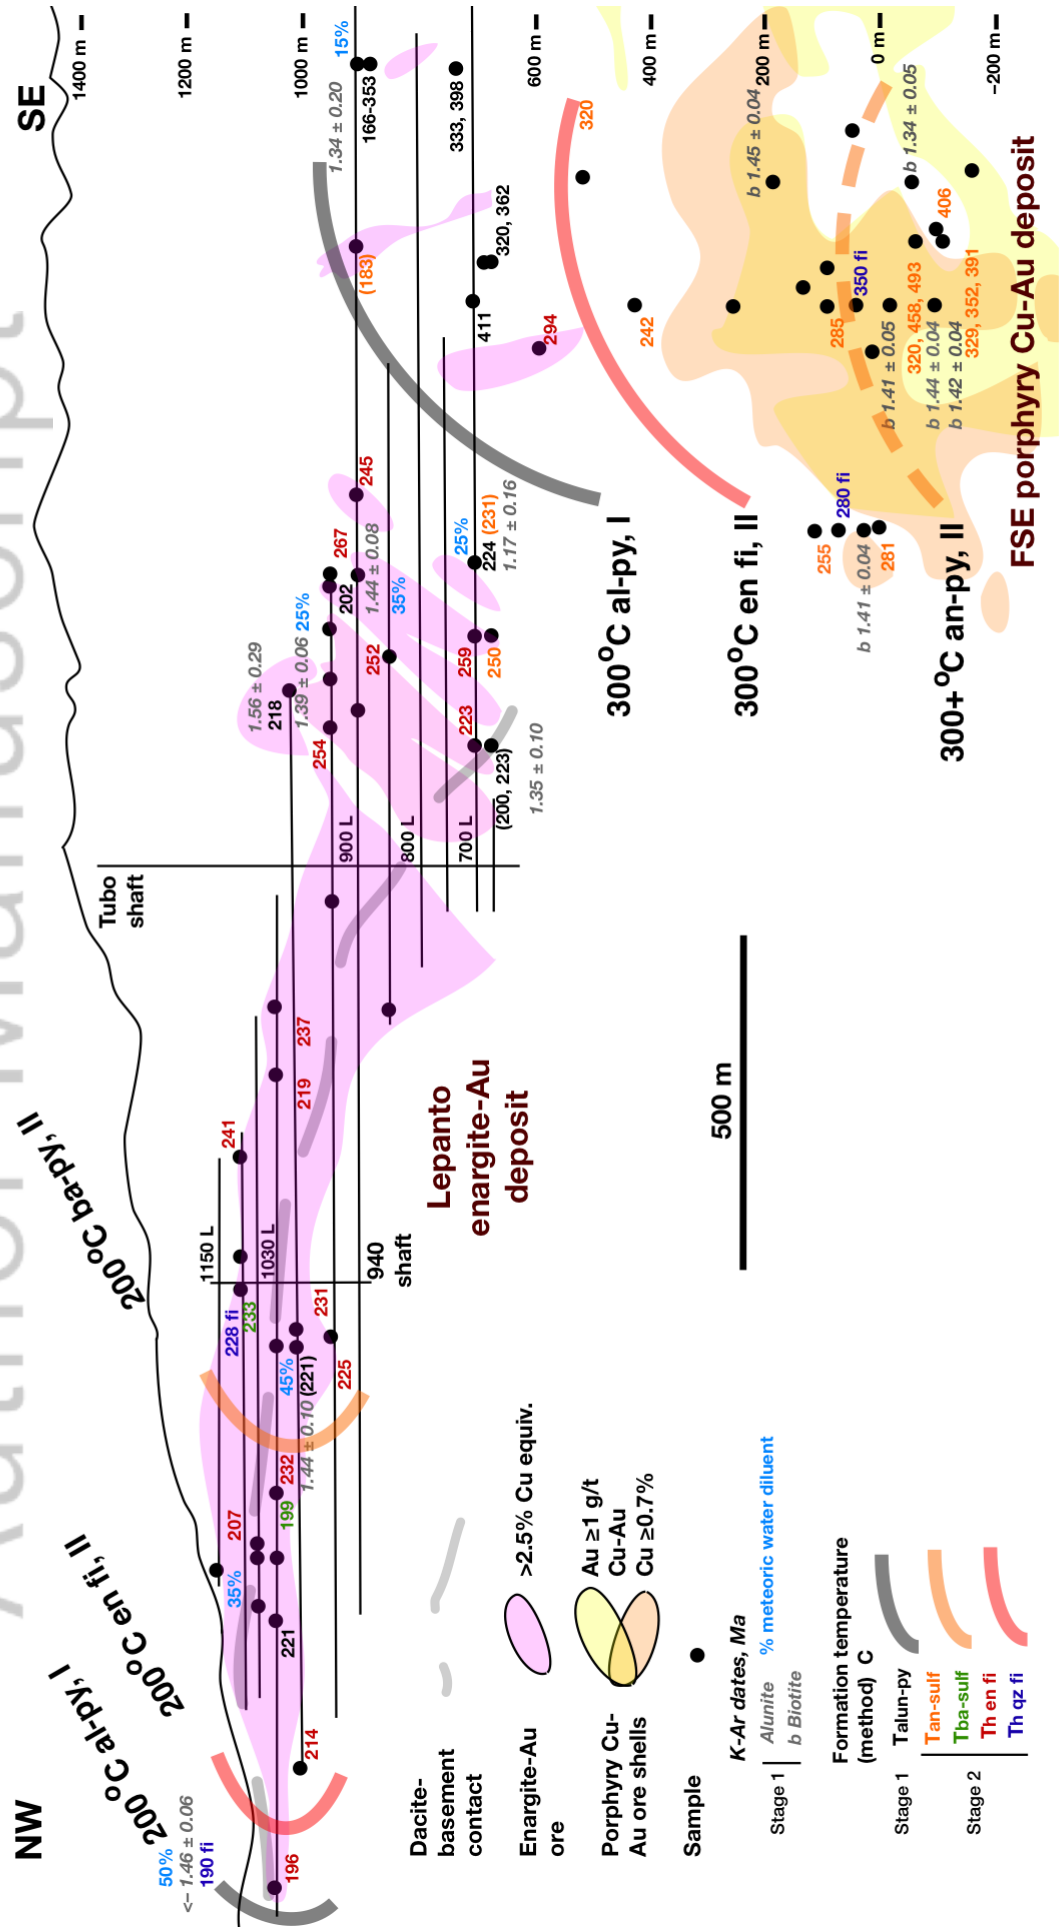 NW
SE
1400 m
1200 m
1000 m
600 m
400 m
200 m
0 m
–200 m
200°C al-py, I
200°C en fi, II
200°C ba-py, II
50%
<– 1.46 ± 0.06
190 fi
196
214
35%
207
221
199
232
1.44 ± 0.10
45%
(221)
225
231
228 fi
233
241
1150 L
1030 L
940
shaft
219
237
Tubo
shaft
900 L
800 L
700 L
Lepanto
enargite-Au
deposit
254
1.56 ± 0.29
218
1.39 ± 0.06
25%
202
267
1.44 ± 0.08
245
252
35%
223
259
250
(200, 223)
1.35 ± 0.10
25%
224 (231)
1.17 ± 0.16
(183)
1.34 ± 0.20
15%
166-353
333, 398
320, 362
411
294
320
242
300°C al-py, I
300°C en fi, II
300+ °C an-py, II
255
280 fi
281
b 1.41 ± 0.04
285
350 fi
b 1.45 ± 0.04
b 1.34 ± 0.05
b 1.41 ± 0.05
320, 458, 493
406
b 1.44 ± 0.04
b 1.42 ± 0.04
329, 352, 391
FSE porphyry Cu-Au deposit
500 m
Dacite-
basement
contact
Enargite-Au
ore
>2.5% Cu equiv.
Porphyry Cu-
Au ore shells
Au ≥1 g/t
Cu-Au
Cu ≥0.7%
Sample
K-Ar dates, Ma
Stage 1
Alunite
% meteoric water diluent
b Biotite
Formation temperature
(method) C
Stage 1
Talun-py
Stage 2
Tan-sulf
Tba-sulf
Th en fi
Th qz fi